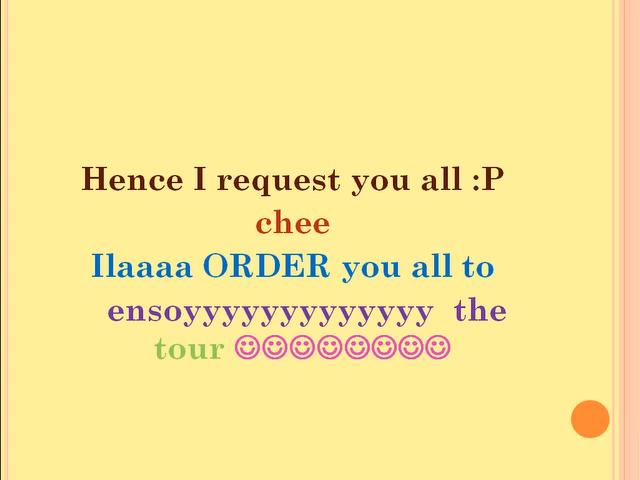 Hence I request you all :P
chee
Ilaaaa ORDER you all to
ensoyyyyyyyyyyyyy the
tour ☺☺☺☺☺☺☺☺